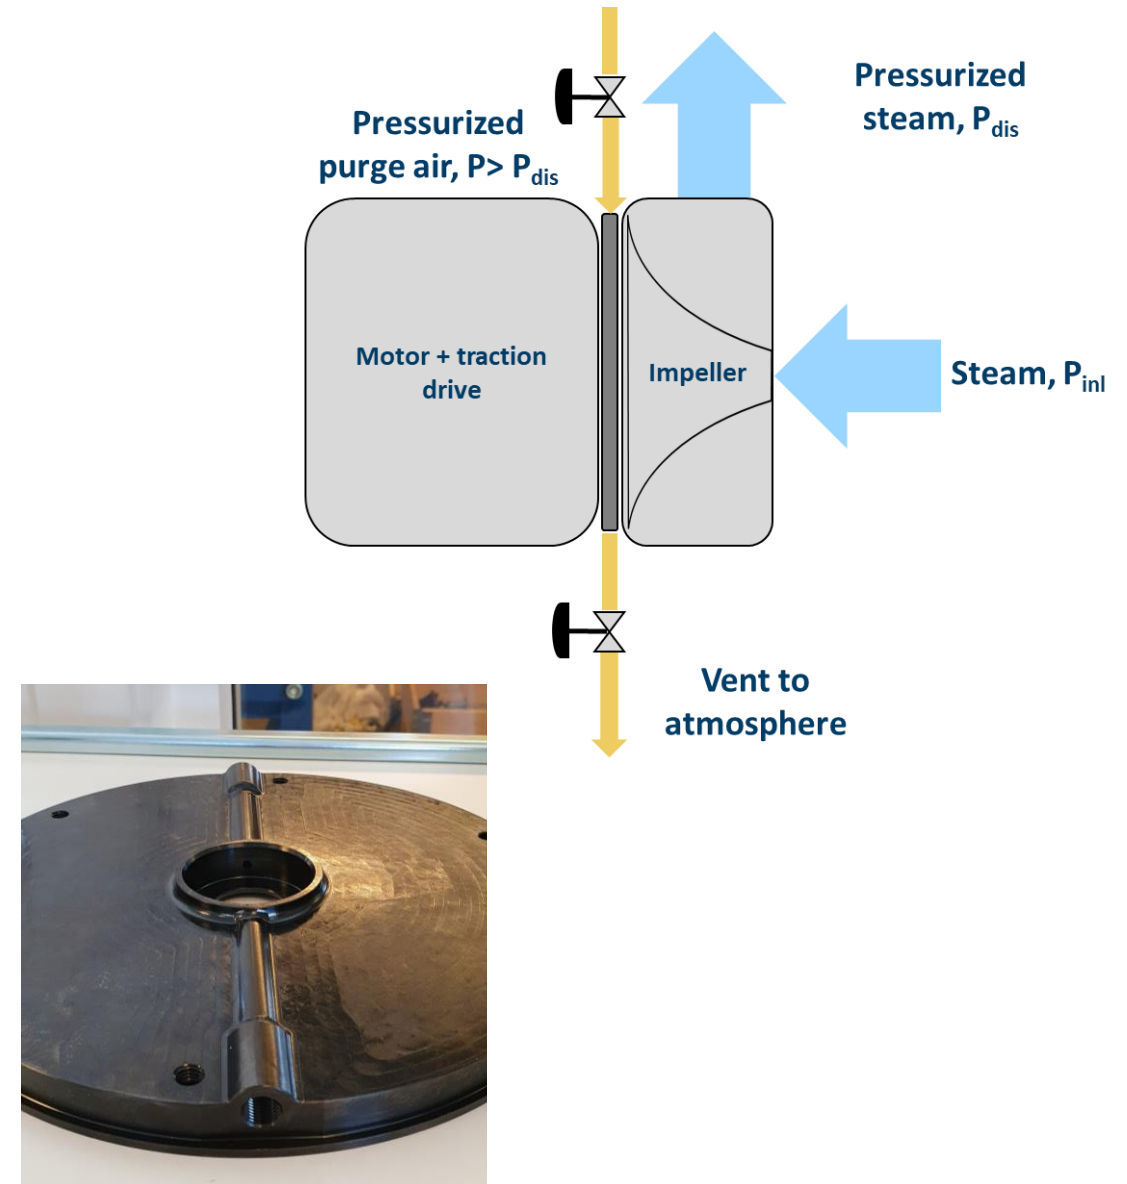 Pressurized
steam, Pdis
Pressurized
purge air, P> Pdis
Motor + traction
drive
Impeller
Steam, Pinl
Vent to
atmosphere